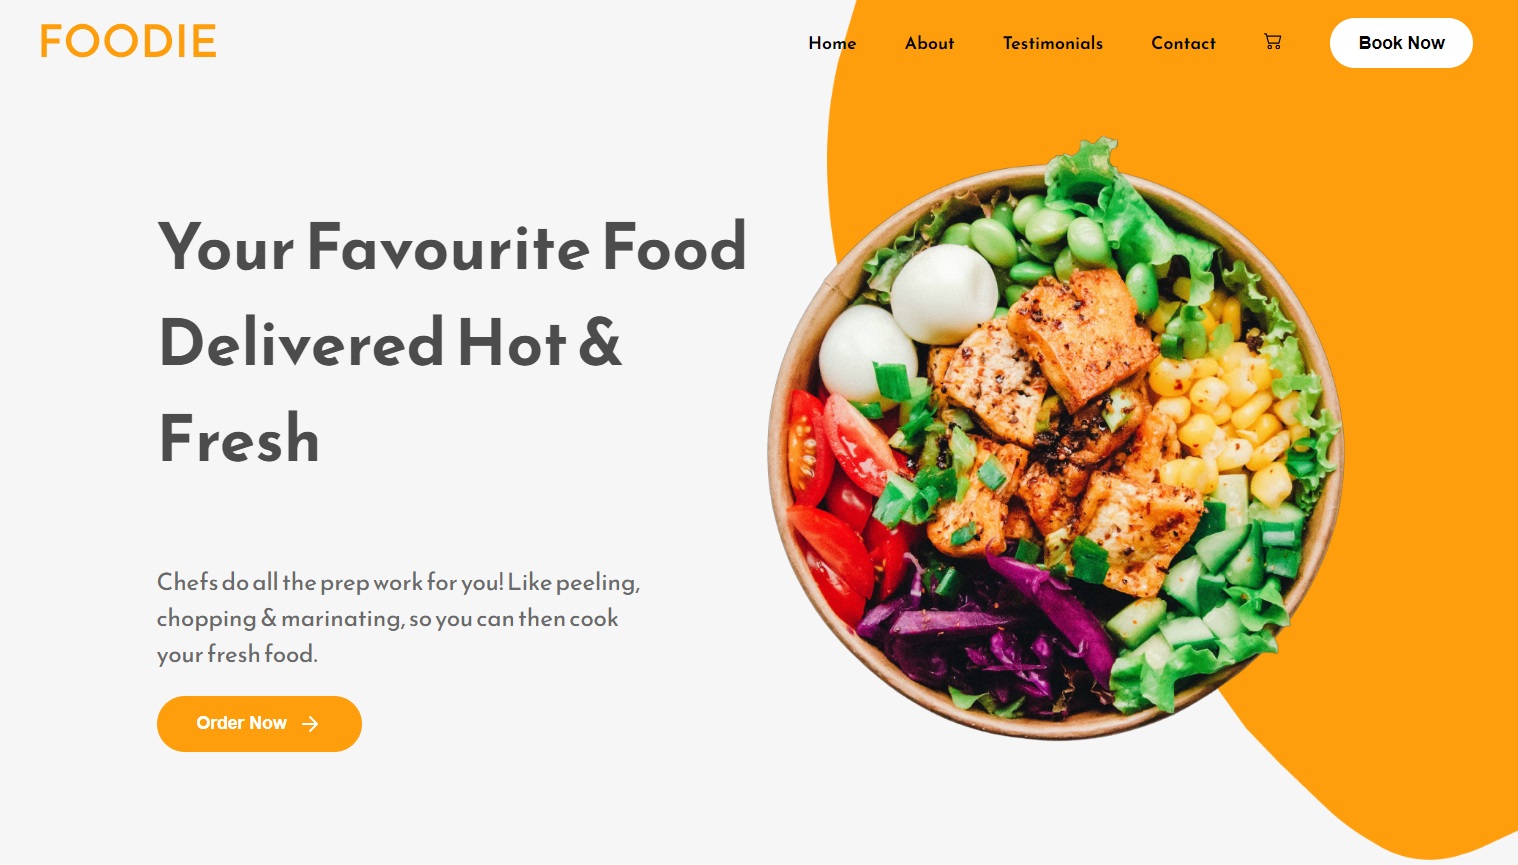 FOODIE
Home About Testimonials Contact Book Now
Your Favourite Food
Delivered Hot &
Fresh
Chefs do all the prep work for you! Like peeling,
chopping & marinating, so you can then cook
your fresh food.
Order Now